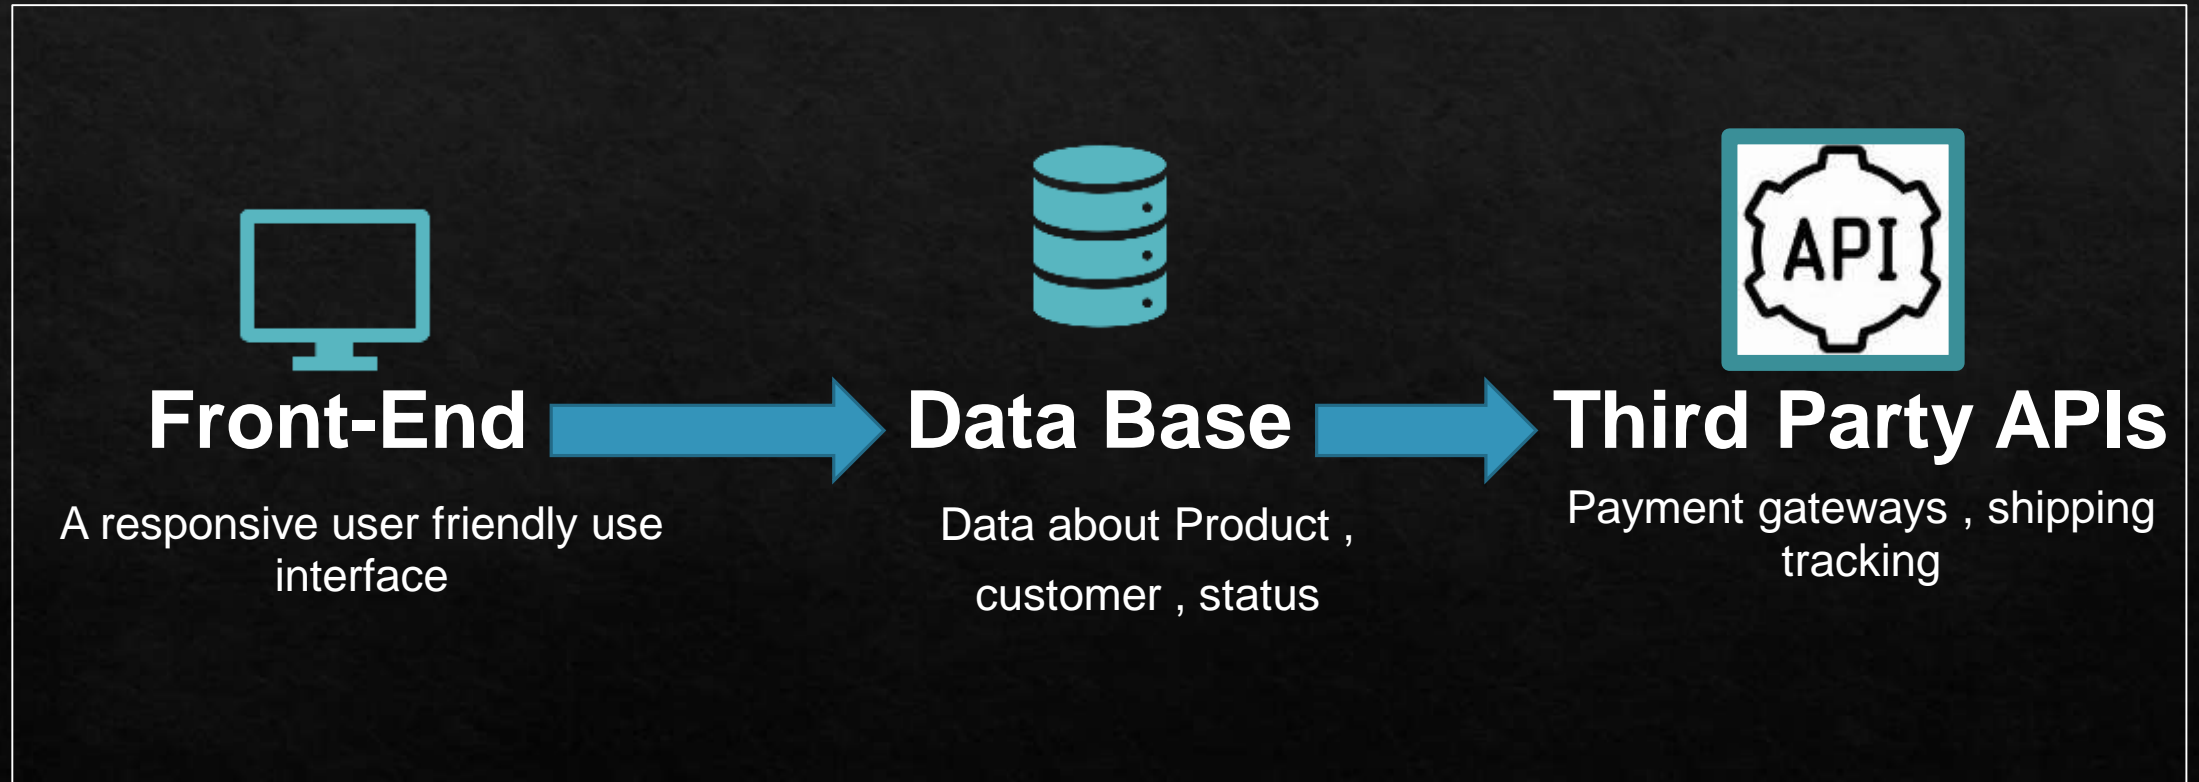 API
Front-End
Data Base
Third Party APIs
A responsive user friendly use
interface
Data about Product ,
customer , status
Payment gateways , shipping
tracking